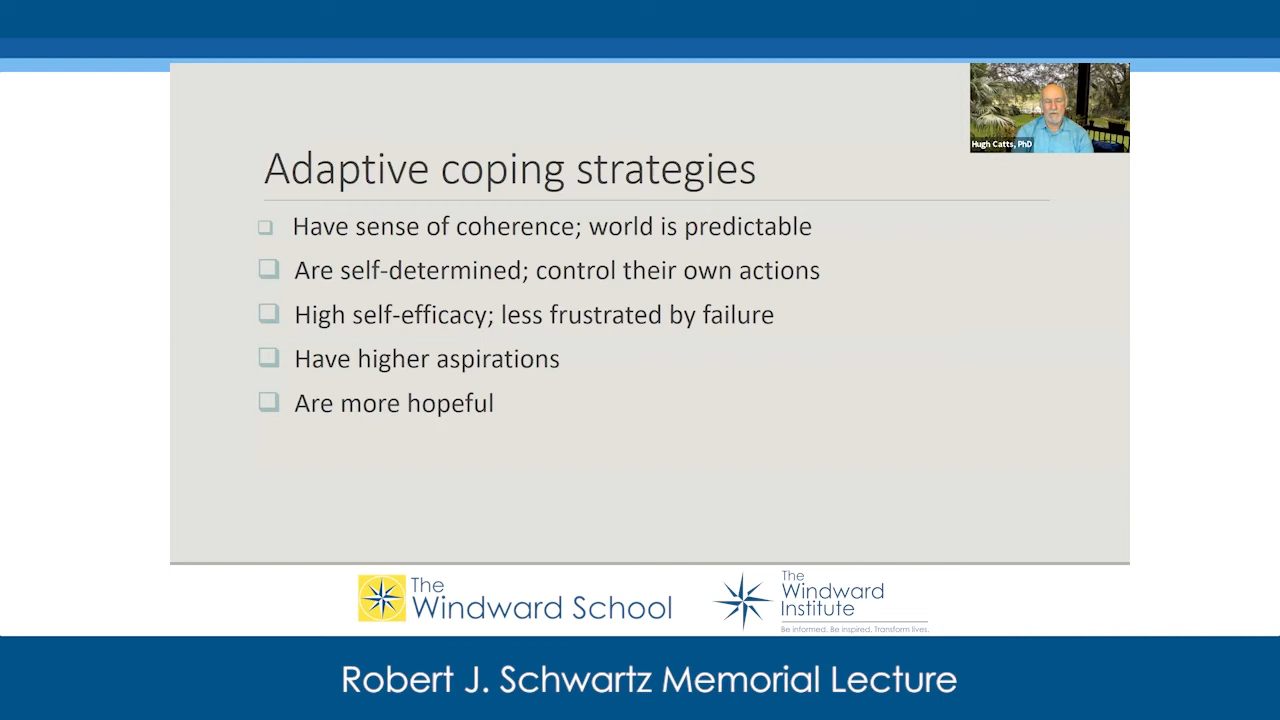 Hugh Catts, PhD
Adaptive coping strategies
Have sense of coherence; world is predictable
Are self-determined; control their own actions
High self-efficacy; less frustrated by failure
Have higher aspirations
Are more hopeful
The
Windward School
The
Windward
Institute
Be informed. Be inspired. Transform lives.
Robert J. Schwartz Memorial Lecture